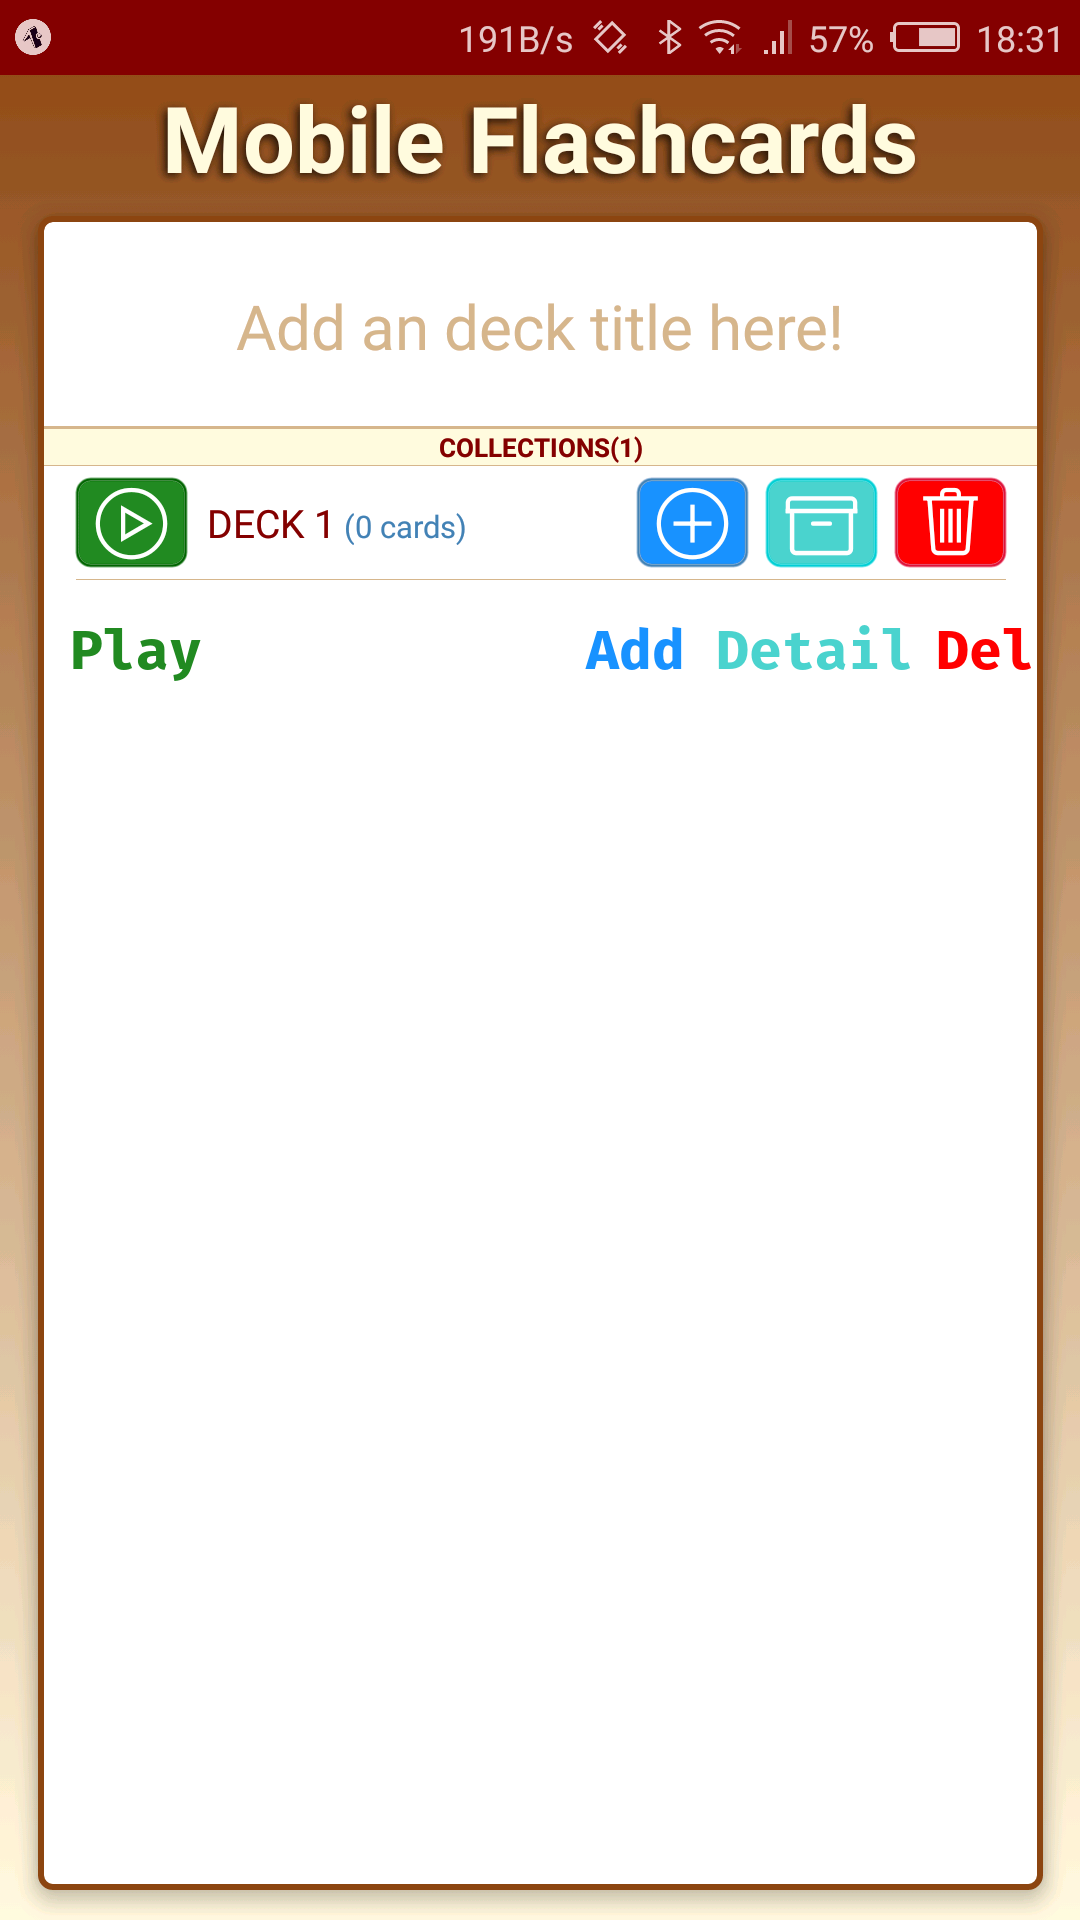 191B/s 57% 18:31
Mobile Flashcards
Add an deck title here!
COLLECTIONS(1)
DECK 1 (0 cards)
Play Add Detail Del